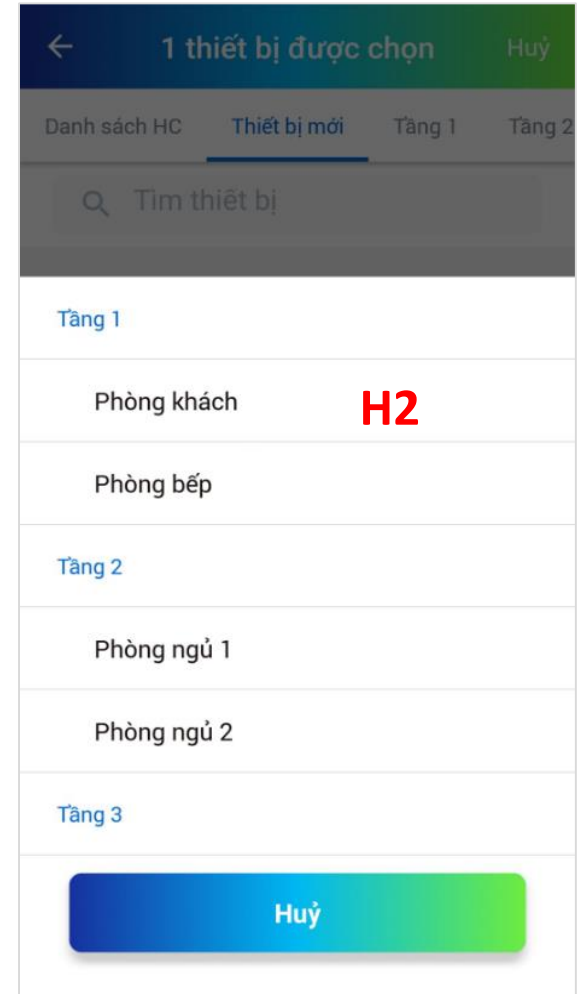 1 thiết bị được chọn Huỷ
Danh sách HC Thiết bị mới Tầng 1 Tầng 2
Tìm thiết bị
Tầng 1
Phòng khách H2
Phòng bếp
Tầng 2
Phòng ngủ 1
Phòng ngủ 2
Tầng 3
Huỷ